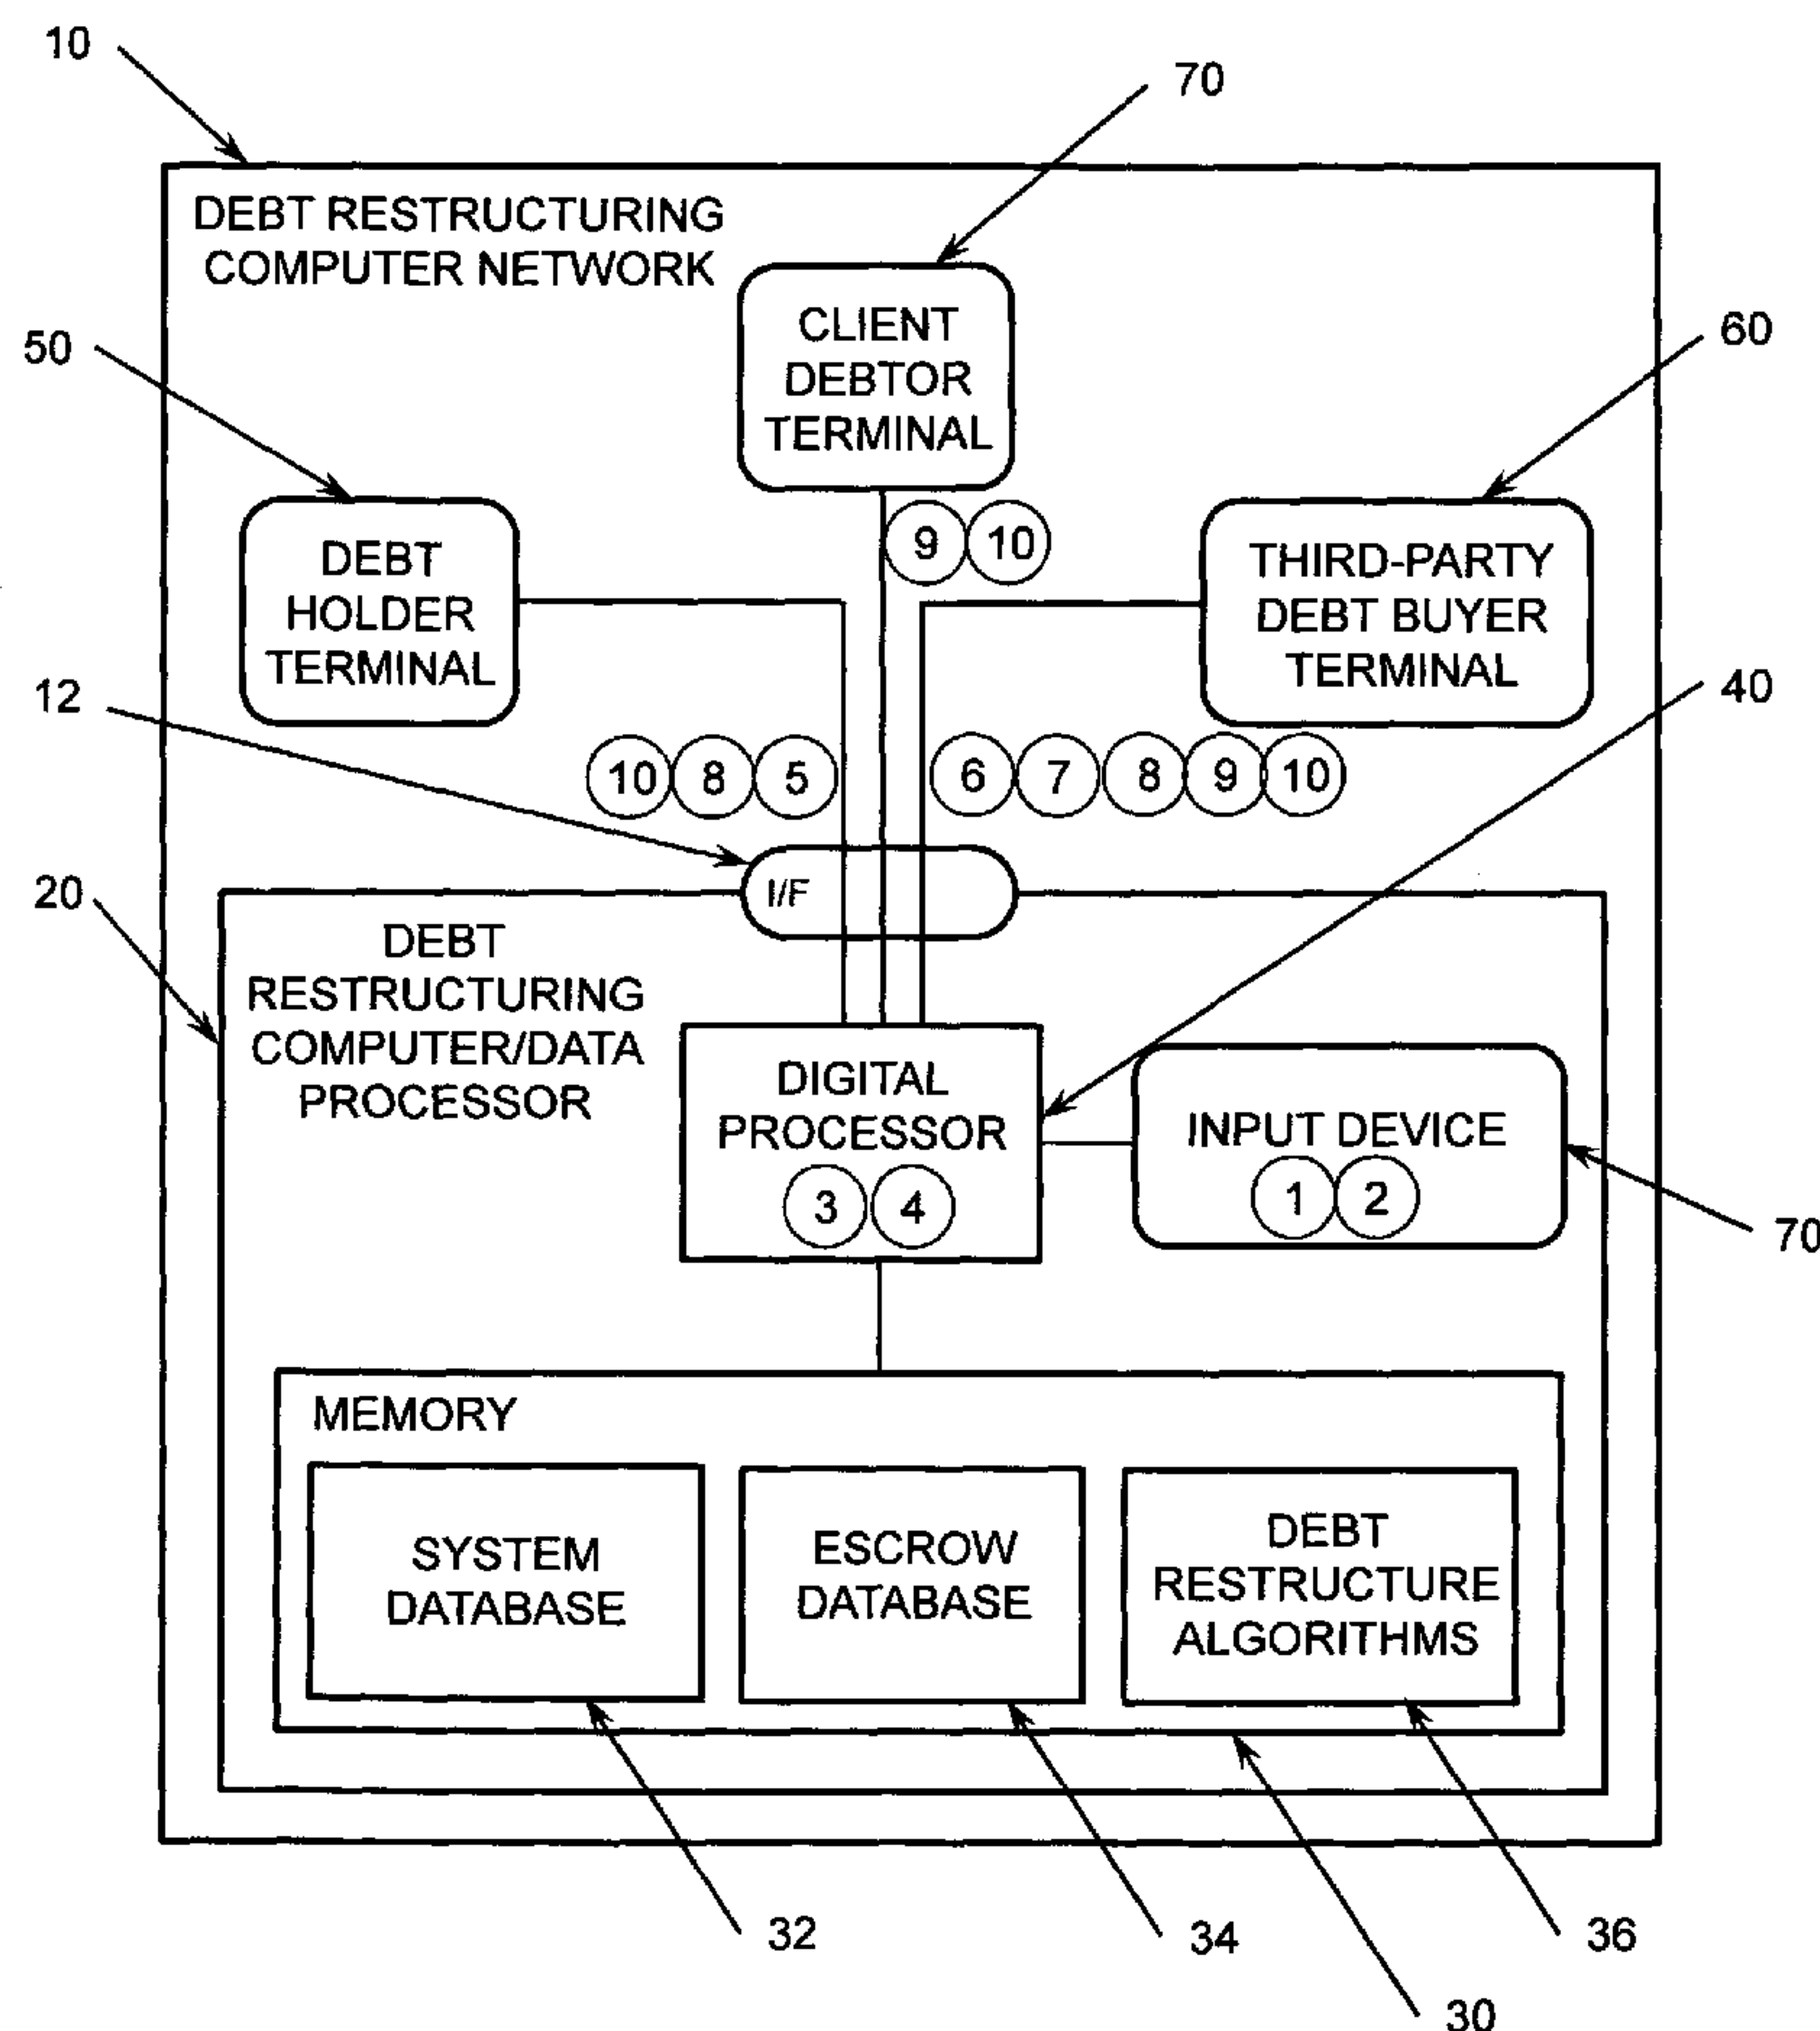 10
70
DEBT RESTRUCTURING
COMPUTER NETWORK
CLIENT
DEBTOR
TERMINAL
50
60
DEBT
HOLDER
TERMINAL
9 10
THIRD-PARTY
DEBT BUYER
TERMINAL
12
40
10 8 5
6 7 8 9 10
20
I/F
DEBT
RESTRUCTURING
COMPUTER/DATA
PROCESSOR
DIGITAL
PROCESSOR
3 4
INPUT DEVICE
1 2
70
MEMORY
SYSTEM
DATABASE
ESCROW
DATABASE
DEBT
RESTRUCTURE
ALGORITHMS
32
34
36
30